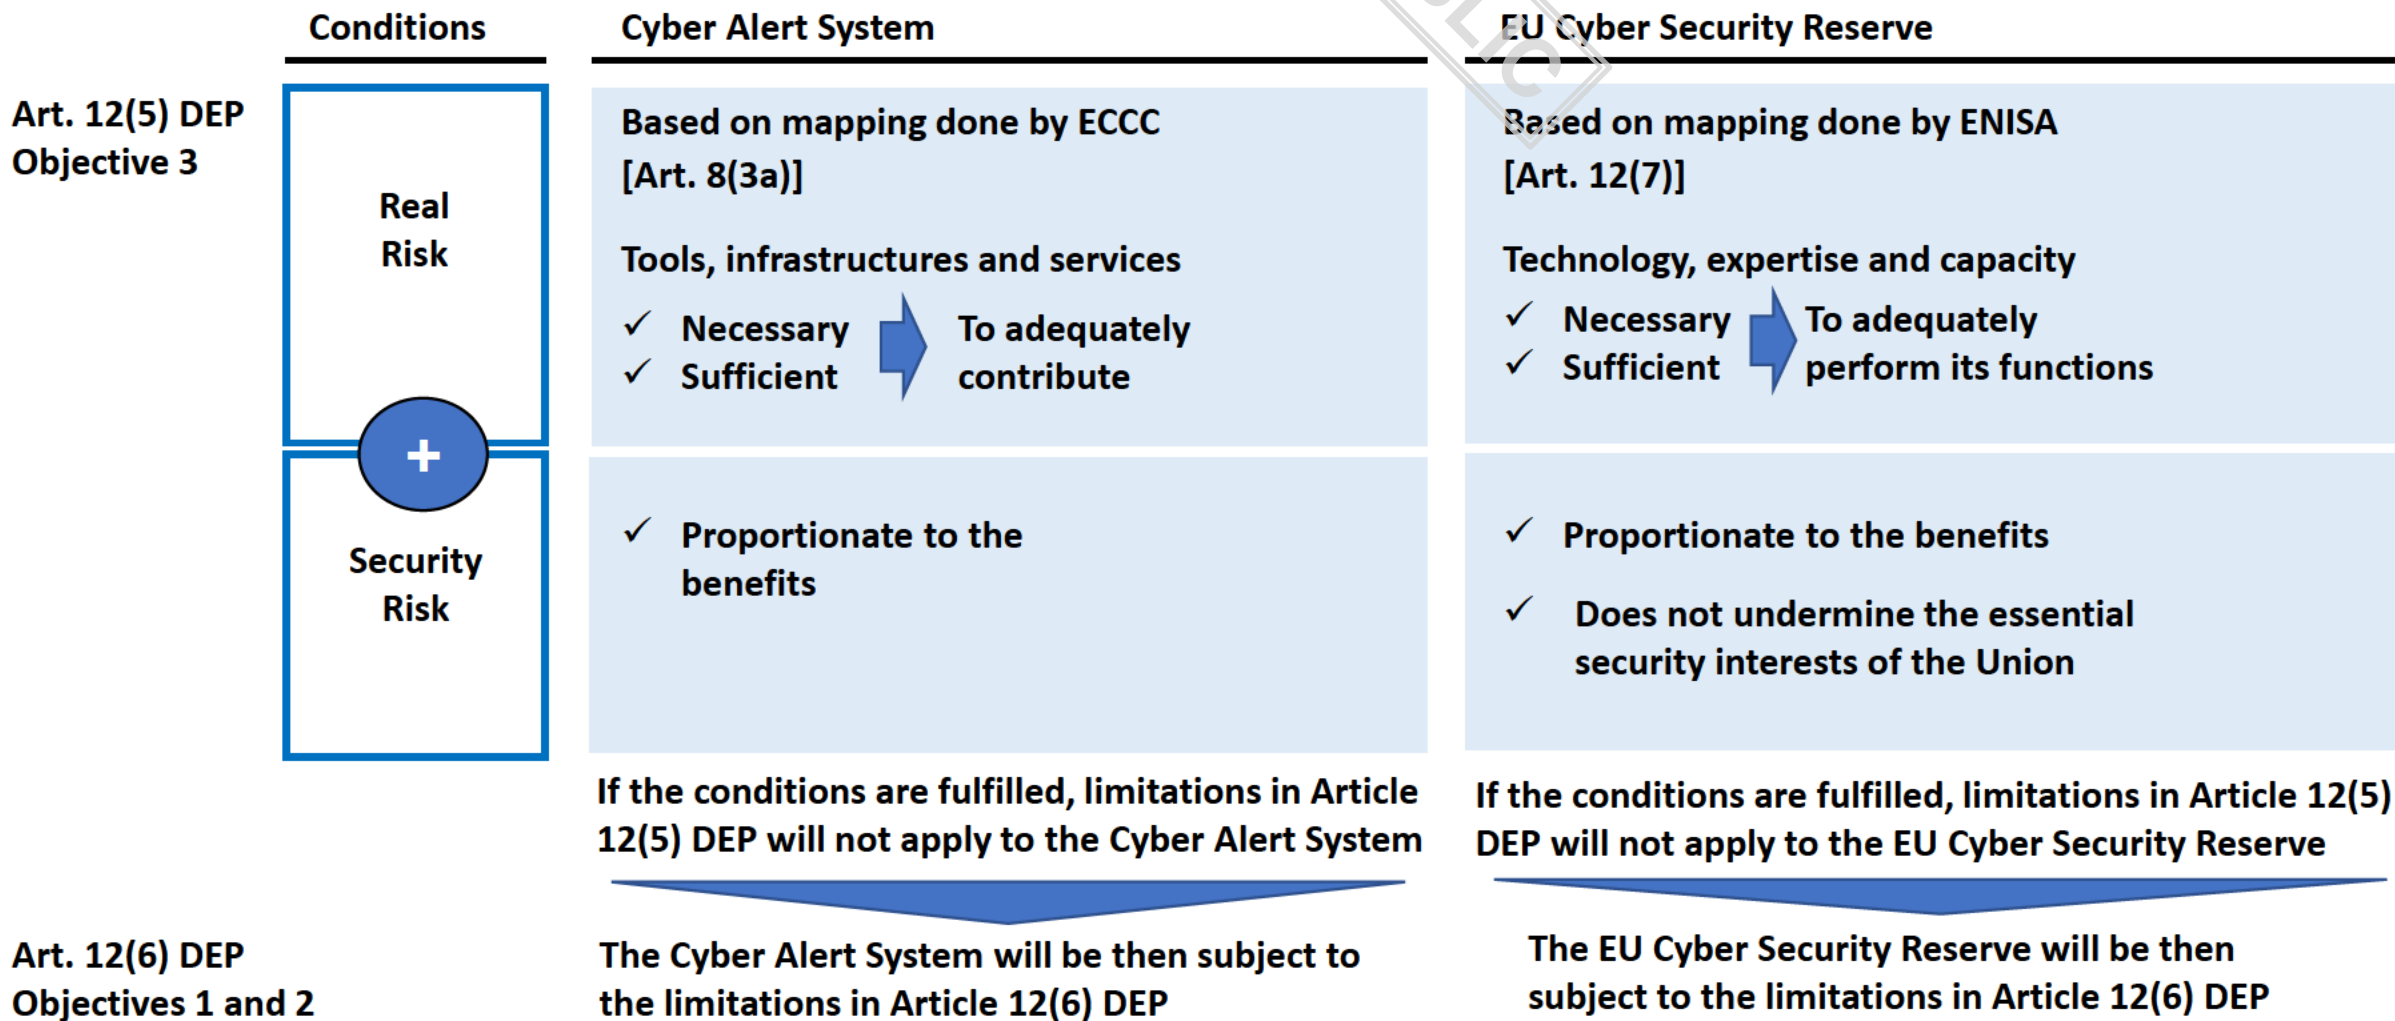 Conditions
Cyber Alert System
EU Cyber Security Reserve
Art. 12(5) DEP
Objective 3
Real
Risk
+
Security
Risk
Based on mapping done by ECCC
[Art. 8(3a)]
Tools, infrastructures and services
✓ Necessary
✓ Sufficient
To adequately
contribute
Based on mapping done by ENISA
[Art. 12(7)]
Technology, expertise and capacity
✓ Necessary
✓ Sufficient
To adequately
perform its functions
✓ Proportionate to the
benefits
✓ Proportionate to the benefits
✓ Does not undermine the essential
security interests of the Union
If the conditions are fulfilled, limitations in Article
12(5) DEP will not apply to the Cyber Alert System
If the conditions are fulfilled, limitations in Article 12(5)
DEP will not apply to the EU Cyber Security Reserve
Art. 12(6) DEP
Objectives 1 and 2
The Cyber Alert System will be then subject to
the limitations in Article 12(6) DEP
The EU Cyber Security Reserve will be then
subject to the limitations in Article 12(6) DEP